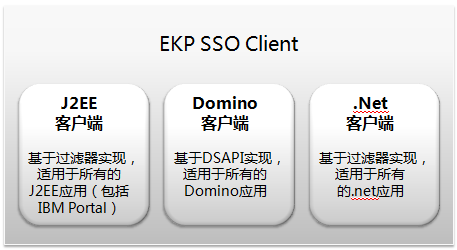 EKP SSO Client
J2EE
客户端
基于过滤器实现，
适用于所有的
J2EE应用（包括
IBM Portal）
Domino
客户端
基于DSAPI实现，
适用于所有的
Domino应用
.Net
客户端
基于过滤器实现，
适用于所有
的.net应用